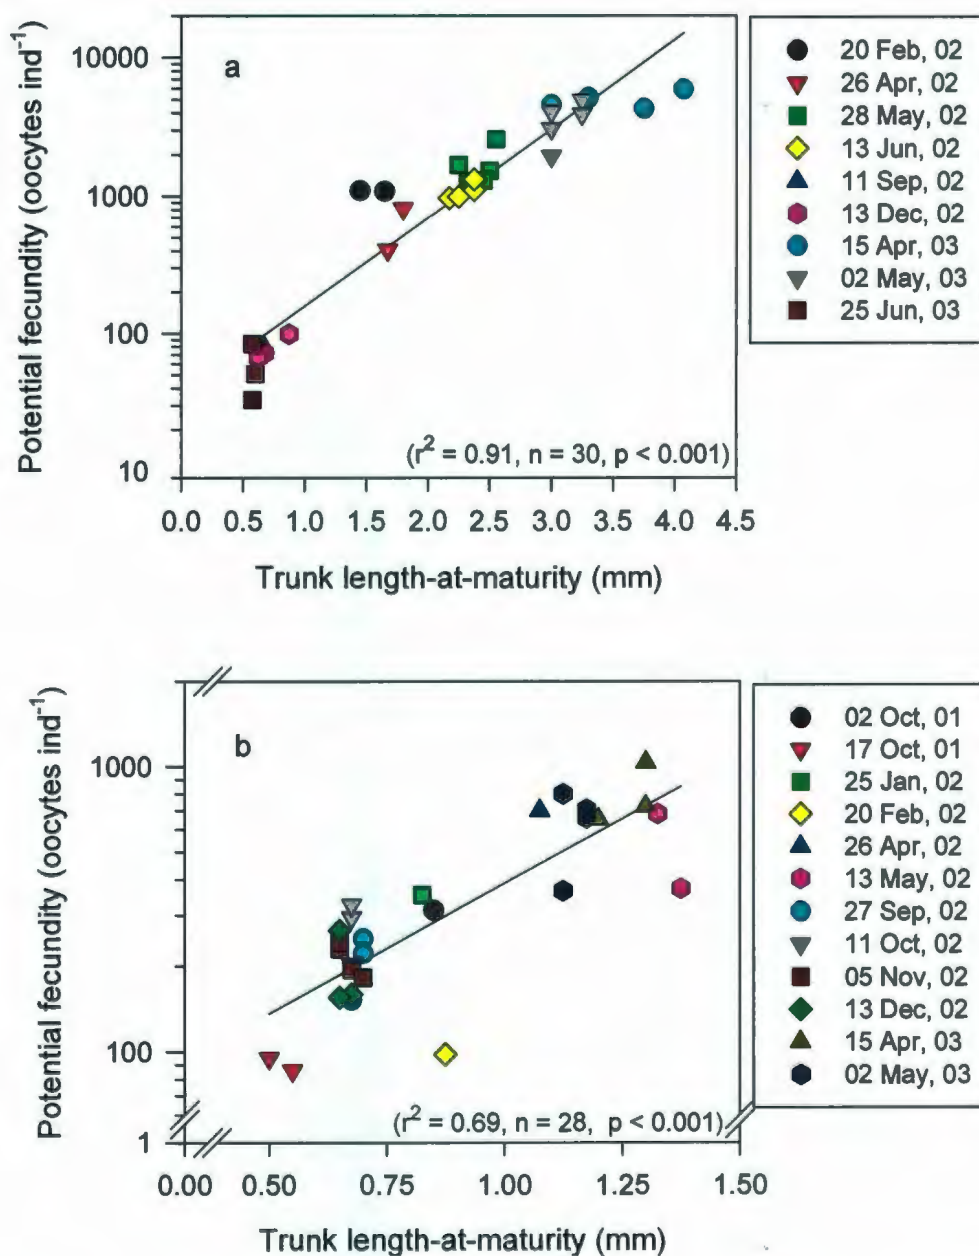 10000
1000
100
10
Potential fecundity (oocytes ind⁻¹)
a
(r² = 0.91, n = 30, p < 0.001)
0.0 0.5 1.0 1.5 2.0 2.5 3.0 3.5 4.0 4.5
Trunk length-at-maturity (mm)
20 Feb, 02
26 Apr, 02
28 May, 02
13 Jun, 02
11 Sep, 02
13 Dec, 02
15 Apr, 03
02 May, 03
25 Jun, 03
1000
100
1
Potential fecundity (oocytes ind⁻¹)
b
(r² = 0.69, n = 28, p < 0.001)
0.00 0.50 0.75 1.00 1.25 1.50
Trunk length-at-maturity (mm)
02 Oct, 01
17 Oct, 01
25 Jan, 02
20 Feb, 02
26 Apr, 02
13 May, 02
27 Sep, 02
11 Oct, 02
05 Nov, 02
13 Dec, 02
15 Apr, 03
02 May, 03